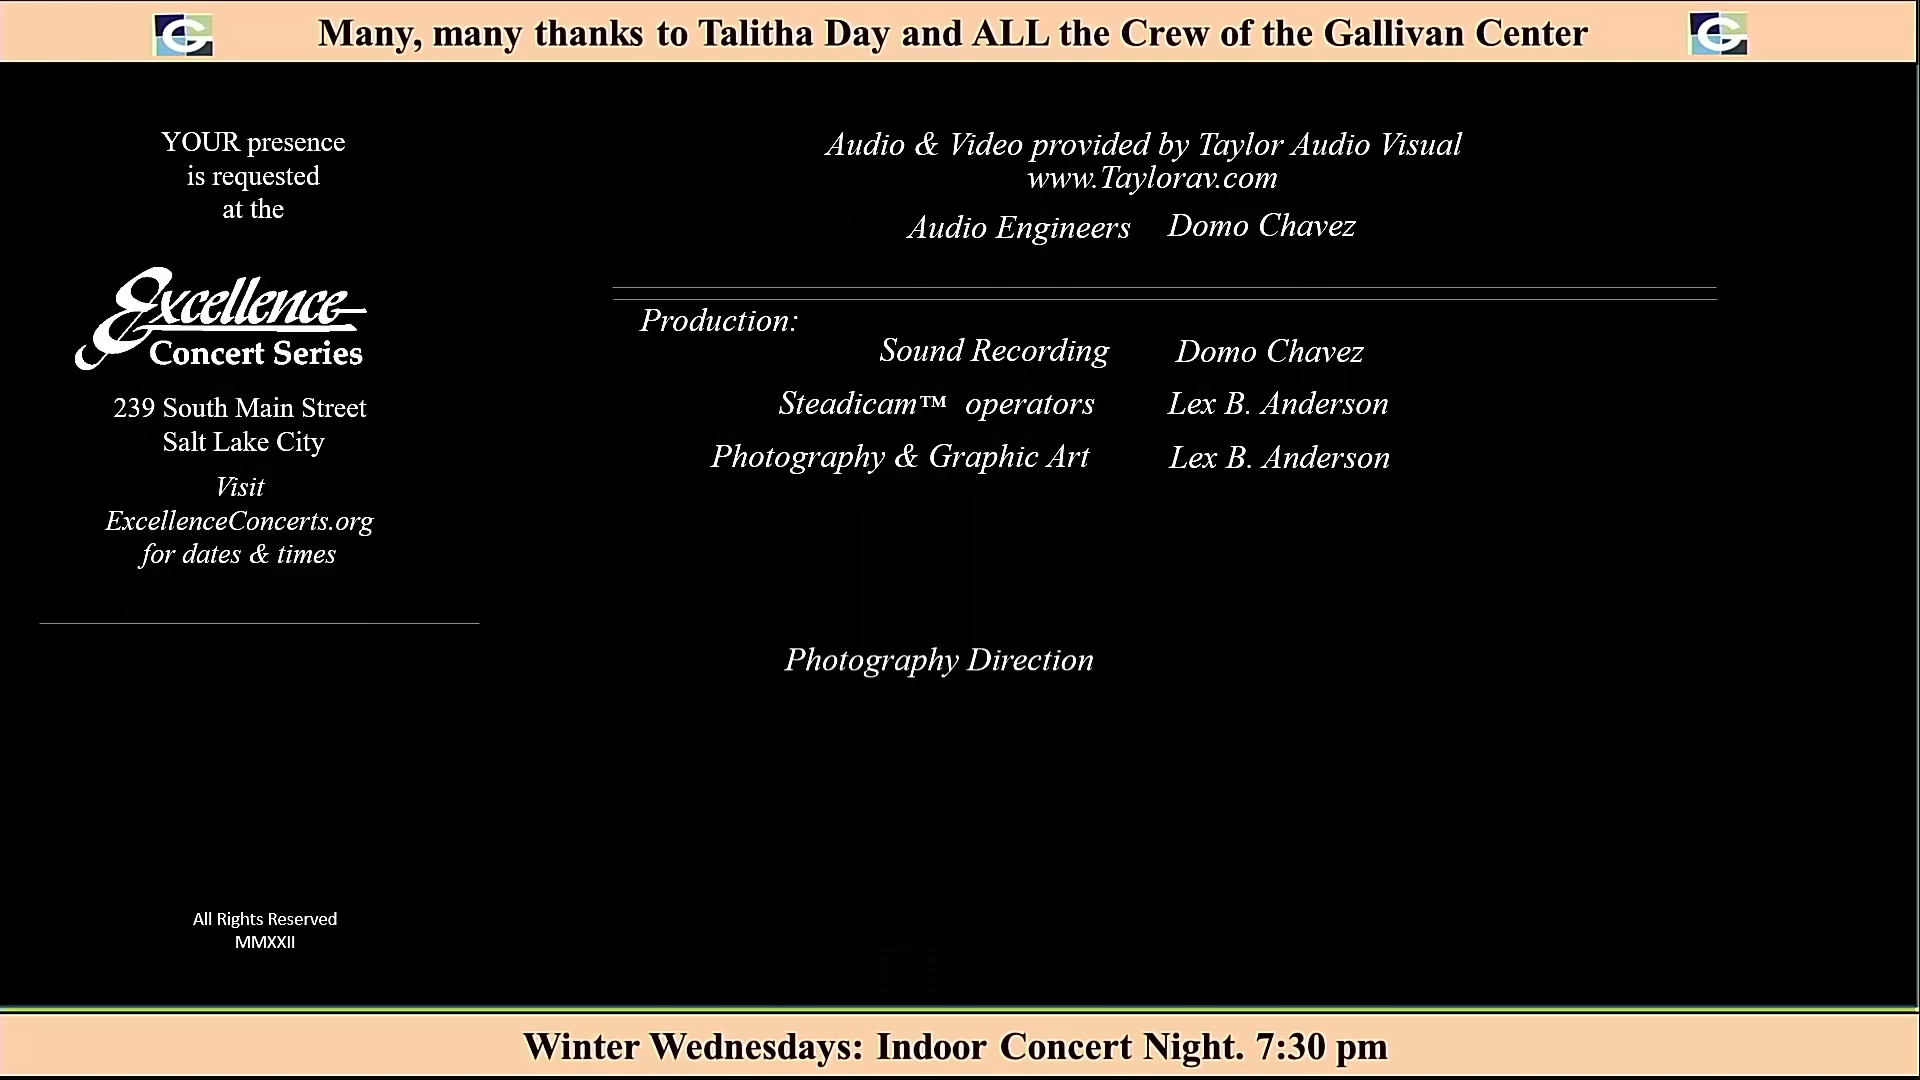 Many, many thanks to Talitha Day and ALL the Crew of the Gallivan Center
YOUR presence
is requested
at the
Excellence
Concert Series
239 South Main Street
Salt Lake City
Visit
ExcellenceConcerts.org
for dates & times
All Rights Reserved
MMXXII
Audio & Video provided by Taylor Audio Visual
www.Taylorav.com
Audio Engineers Domo Chavez
Production:
Sound Recording Domo Chavez
Steadicam™ operators Lex B. Anderson
Photography & Graphic Art Lex B. Anderson
Photography Direction
Winter Wednesdays: Indoor Concert Night. 7:30 pm